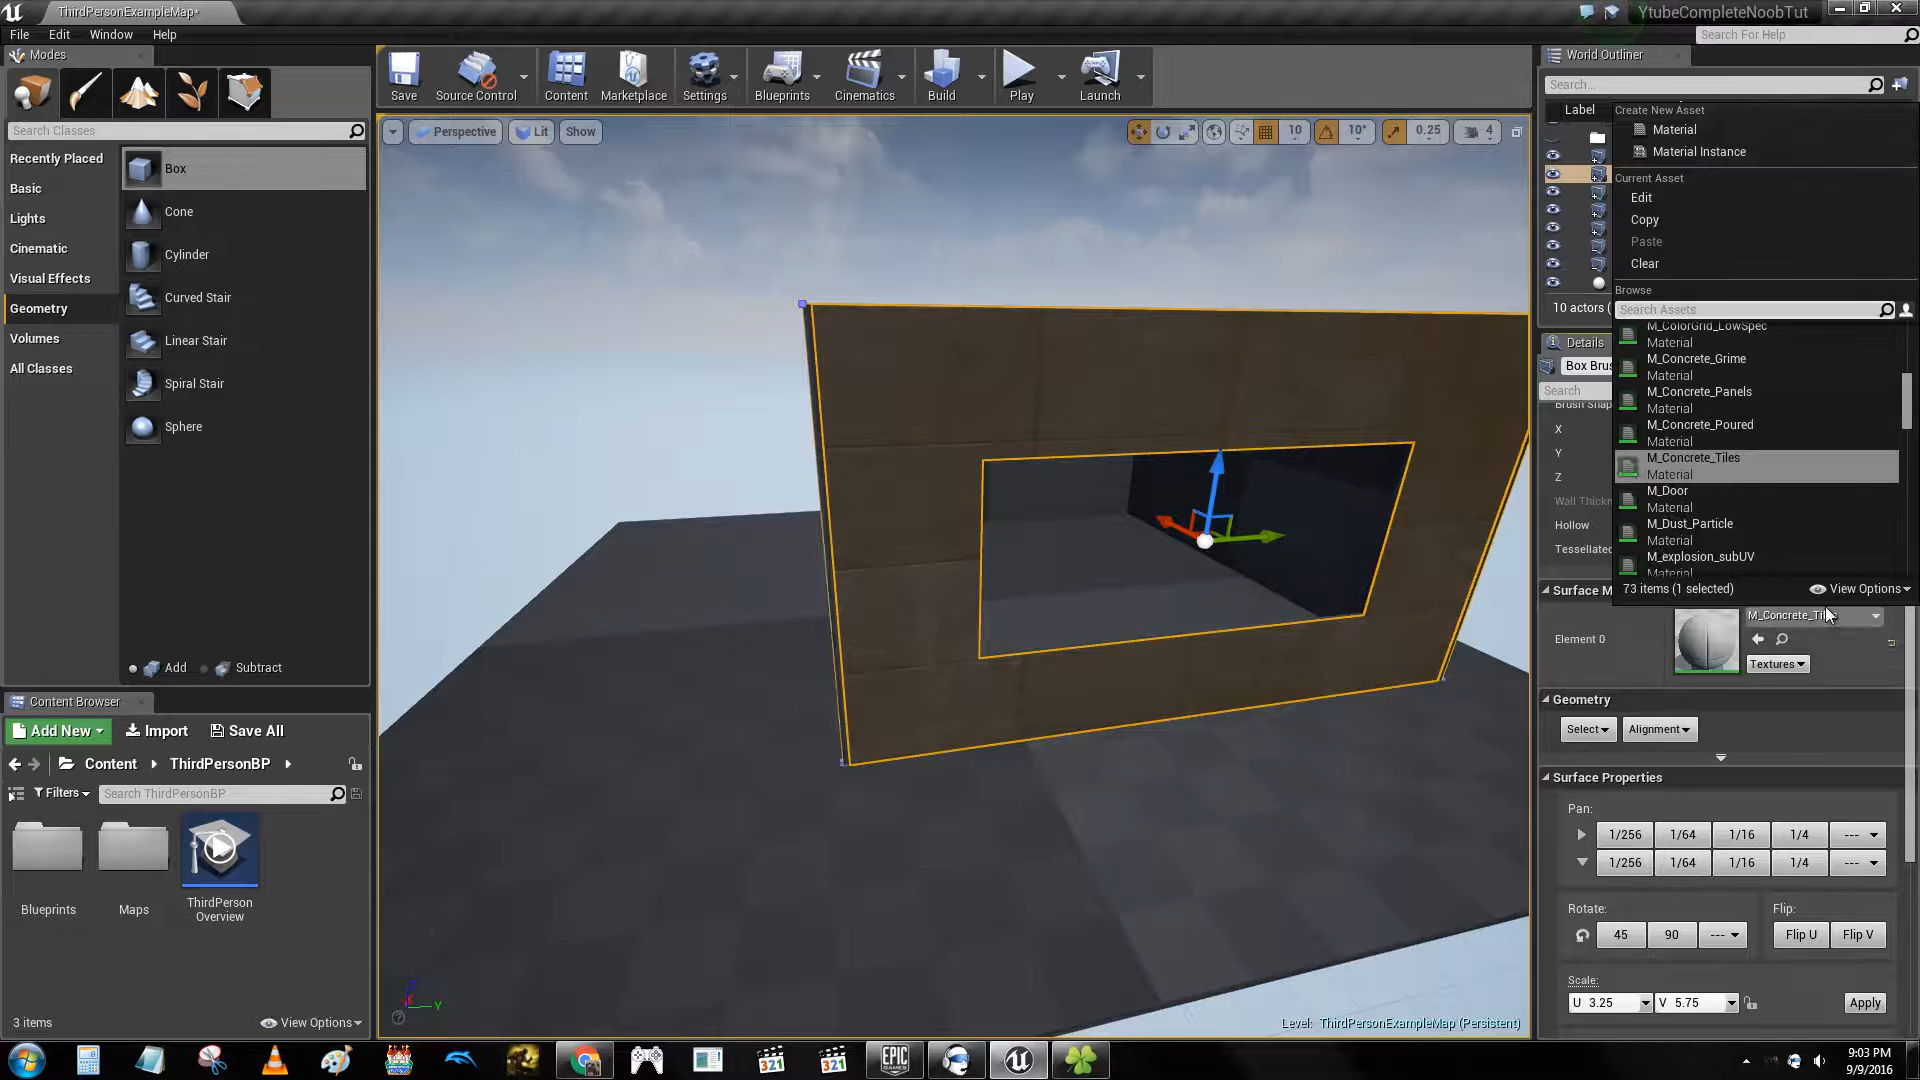 ThirdPersonExampleMap*
YtubeCompleteNoobTut
File Edit Window Help
Search For Help
Modes
Search Classes
Recently Placed
Basic
Lights
Cinematic
Visual Effects
Geometry
Volumes
All Classes
Box
Cone
Cylinder
Curved Stair
Linear Stair
Spiral Stair
Sphere
Add Subtract
Save
Source Control
Content
Marketplace
Settings
Blueprints
Cinematics
Build
Play
Launch
Perspective Lit Show
10 10° 0.25 4
Level: ThirdPersonExampleMap (Persistent)
World Outliner
Search...
Label
10 actors (
Create New Asset
Material
Material Instance
Current Asset
Edit
Copy
Paste
Clear
Browse
Search Assets
M_ColorGrid_LowSpec
Material
M_Concrete_Grime
Material
M_Concrete_Panels
Material
M_Concrete_Poured
Material
M_Concrete_Tiles
Material
M_Door
Material
M_Dust_Particle
Material
M_explosion_subUV
Material
73 items (1 selected) View Options
Details
Box Brus
Search
Brush Shap
X
Y
Z
Wall Thickn
Hollow
Tessellated
Surface M
Element 0
M_Concrete_Til
Textures
Geometry
Select Alignment
Surface Properties
Pan:
1/256 1/64 1/16 1/4 ---
1/256 1/64 1/16 1/4 ---
Rotate: Flip:
45 90 --- Flip U Flip V
Scale:
U 3.25 V 5.75 Apply
Content Browser
Add New Import Save All
Content ThirdPersonBP
Filters Search ThirdPersonBP
Blueprints
Maps
ThirdPerson
Overview
3 items View Options
321
321
EPIC
GAMES
9:03 PM
9/9/2016